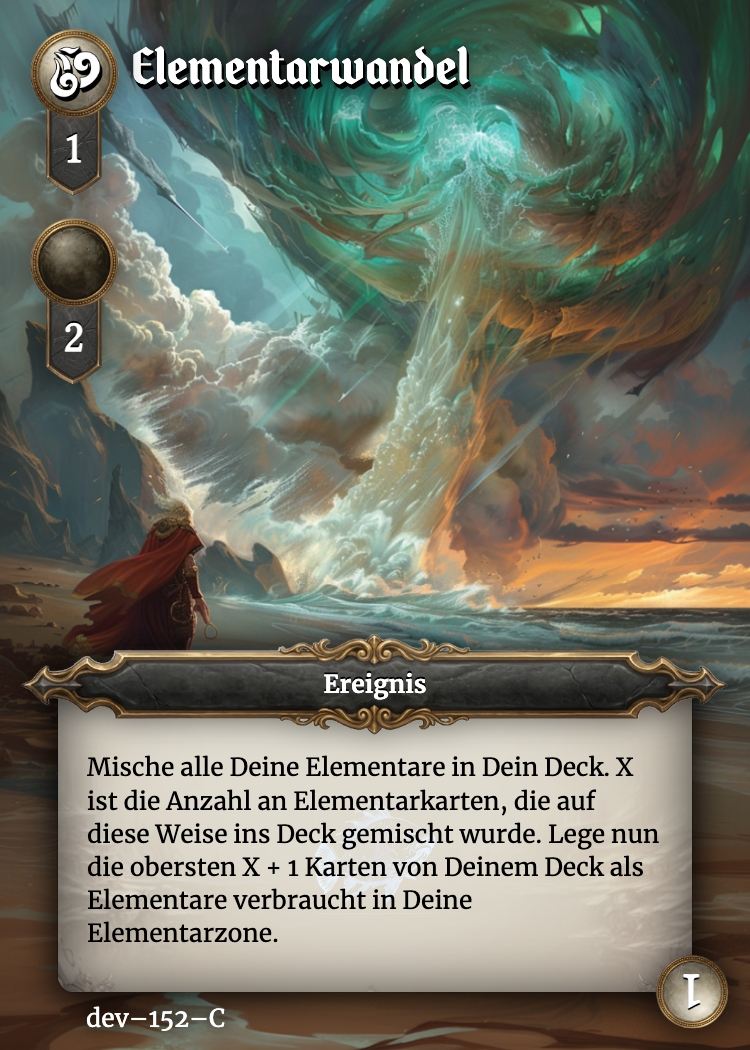 Elementarwandel
1
2
Ereignis
Mische alle Deine Elementare in Dein Deck. X
ist die Anzahl an Elementarkarten, die auf
diese Weise ins Deck gemischt wurde. Lege nun
die obersten X + 1 Karten von Deinem Deck als
Elementare verbraucht in Deine
Elementarzone.
1
dev–152–C